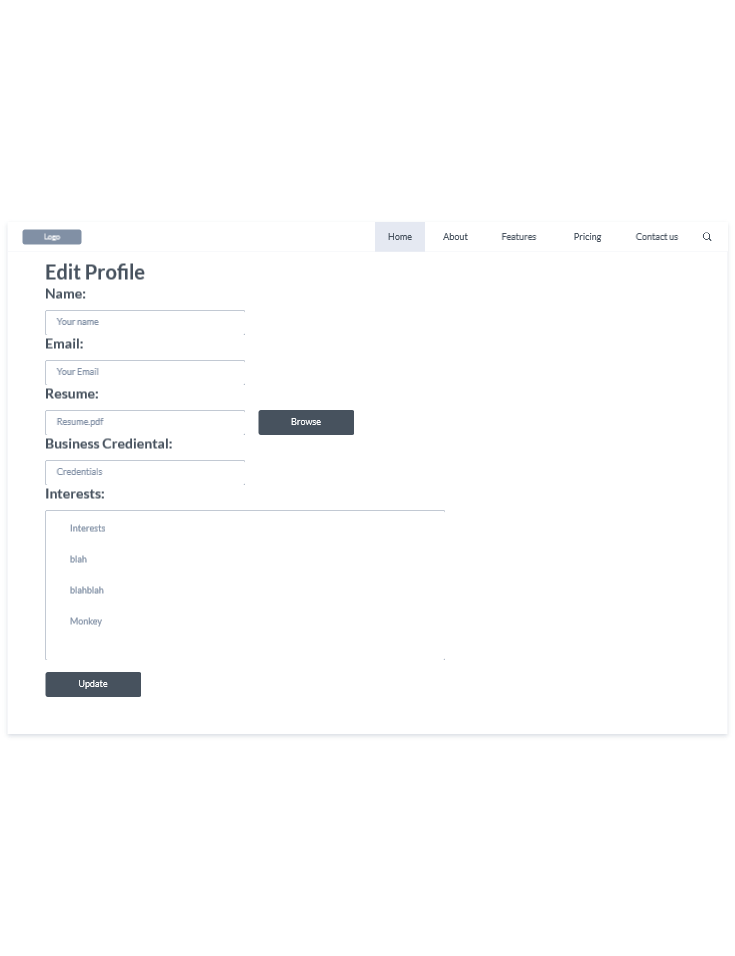 Logo Home About Features Pricing Contact us
Edit Profile
Name:
Your name
Email:
Your Email
Resume:
Resume.pdf Browse
Business Crediental:
Credentials
Interests:
Interests
blah
blahblah
Monkey
Update